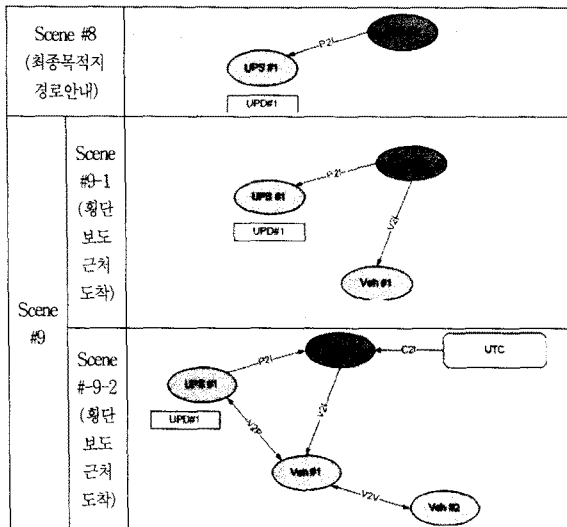 Scene #8
(최종목적지
경로안내)
P2I
UPS #1
UPD#1
Scene
#9
Scene
#9-1
(횡단
보도
근처
도착)
P2I
UPS #1
UPD#1
V2I
Veh #1
Scene
#-9-2
(횡단
보도
근처
도착)
P2I
C2I
UTC
UPS #1
UPD#1
V2P
V2I
Veh #1
V2V
Veh #2